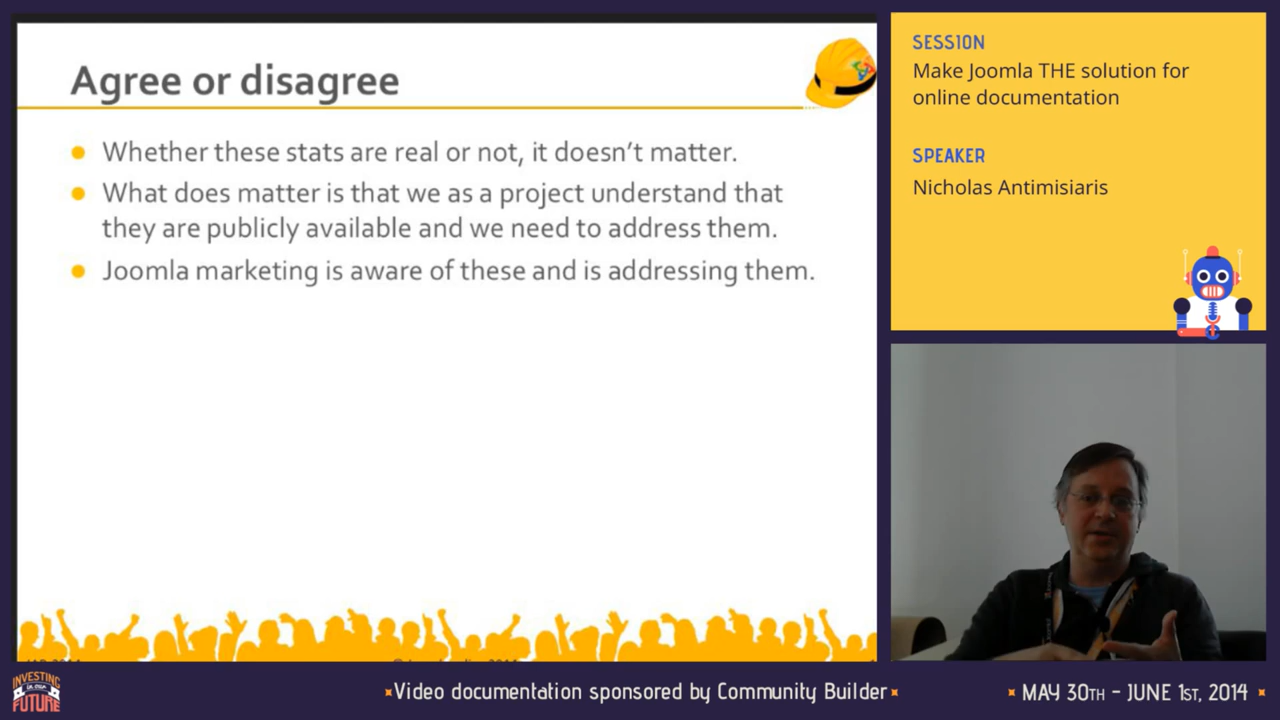 Agree or disagree
Whether these stats are real or not, it doesn't matter.
What does matter is that we as a project understand that
they are publicly available and we need to address them.
Joomla marketing is aware of these and is addressing them.
SESSION
Make Joomla THE solution for
online documentation
SPEAKER
Nicholas Antimisiaris
INVESTING
IN OUR
FUTURE
Video documentation sponsored by Community Builder
MAY 30TH - JUNE 1ST, 2014